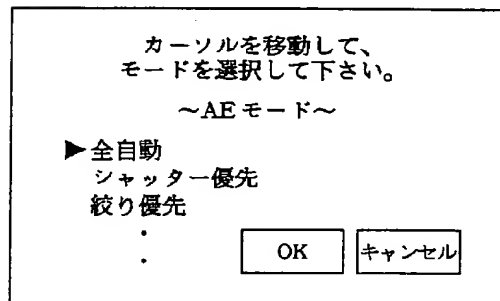 カーソルを移動して、
モードを選択して下さい。
～AEモード～
▶全自動
シャッター優先
絞り優先
・
・
OK キャンセル